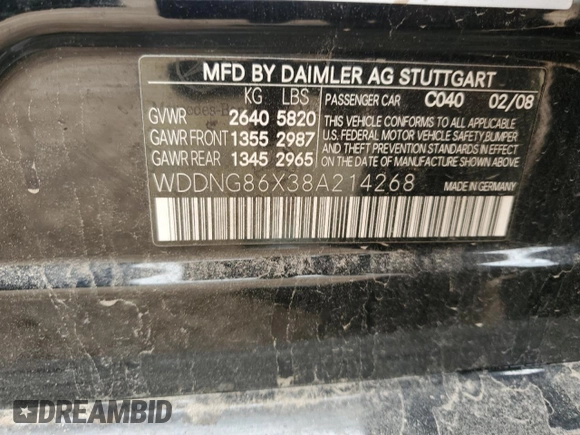 MFD BY DAIMLER AG STUTTGART
KG LBS PASSENGER CAR C040 02/08
GVWR 2640 5820 THIS VEHICLE CONFORMS TO ALL APPLICABLE
GAWR FRONT 1355 2987 U.S. FEDERAL MOTOR VEHICLE SAFETY, BUMPER
AND THEFT PREVENTION STANDARDS IN EFFECT
GAWR REAR 1345 2965 ON THE DATE OF MANUFACTURE SHOWN ABOVE
WDDNG86X38A214268 MADE IN GERMANY
DREAMBID